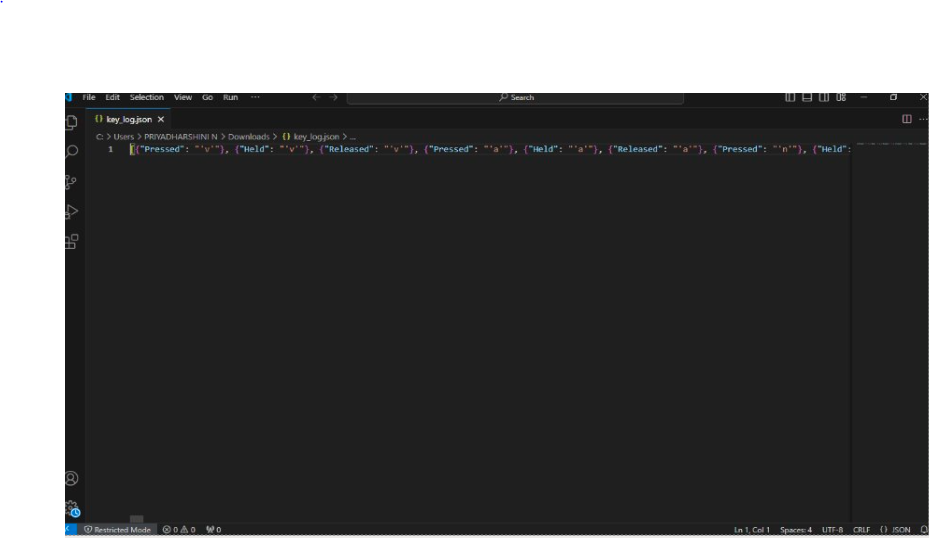 File Edit Selection View Go Run ··· Search
{} key_log.json ×
C: > Users > PRIYADHARSHINI N > Downloads > {} key_log.json > ...
1 [{"Pressed": "'v'"}, {"Held": "'v'"}, {"Released": "'v'"}, {"Pressed": "'a'"}, {"Held": "'a'"}, {"Released": "'a'"}, {"Pressed": "'n'"}, {"Held":
Restricted Mode 0 0 0 Ln 1, Col 1 Spaces: 4 UTF-8 CRLF {} JSON